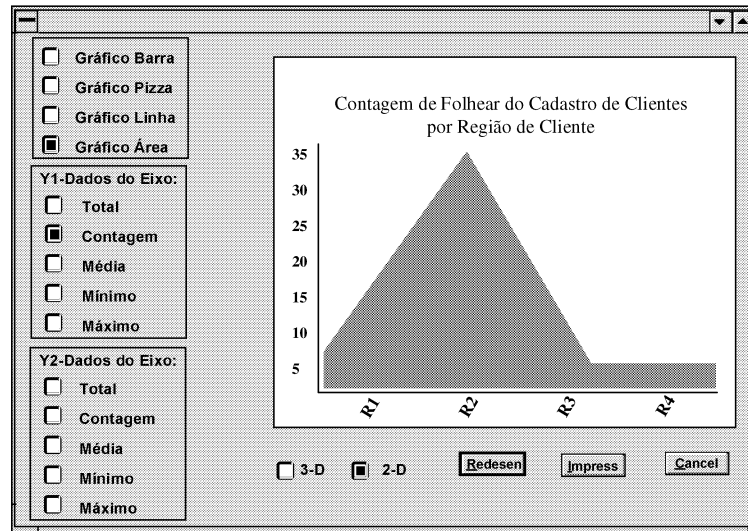 Gráfico Barra
Gráfico Pizza
Gráfico Linha
Gráfico Área
Y1-Dados do Eixo:
Total
Contagem
Média
Mínimo
Máximo
Y2-Dados do Eixo:
Total
Contagem
Média
Mínimo
Máximo
Contagem de Folhear do Cadastro de Clientes
por Região de Cliente
35
30
25
20
15
10
5
R1
R2
R3
R4
3-D
2-D
Redesen
Impress
Cancel